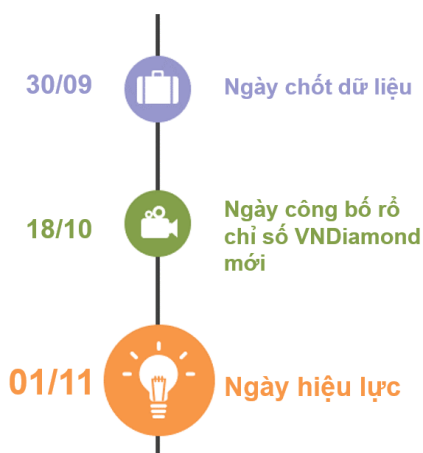 30/09
Ngày chốt dữ liệu
18/10
Ngày công bố rổ
chỉ số VNDiamond
mới
01/11
Ngày hiệu lực